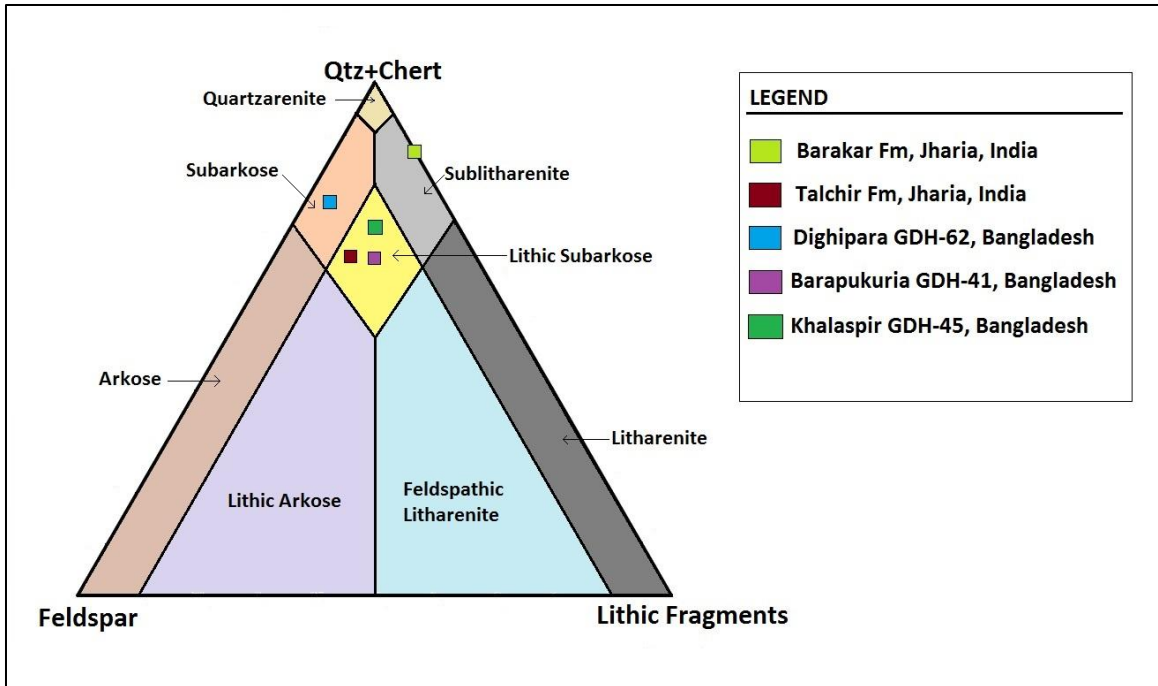 Qtz+Chert
Quartzarenite
Subarkose
Sublitharenite
Lithic Subarkose
Arkose
Litharenite
Lithic Arkose
Feldspathic
Litharenite
Feldspar
Lithic Fragments
LEGEND
Barakar Fm, Jharia, India
Talchir Fm, Jharia, India
Dighipara GDH-62, Bangladesh
Barapukuria GDH-41, Bangladesh
Khalaspir GDH-45, Bangladesh